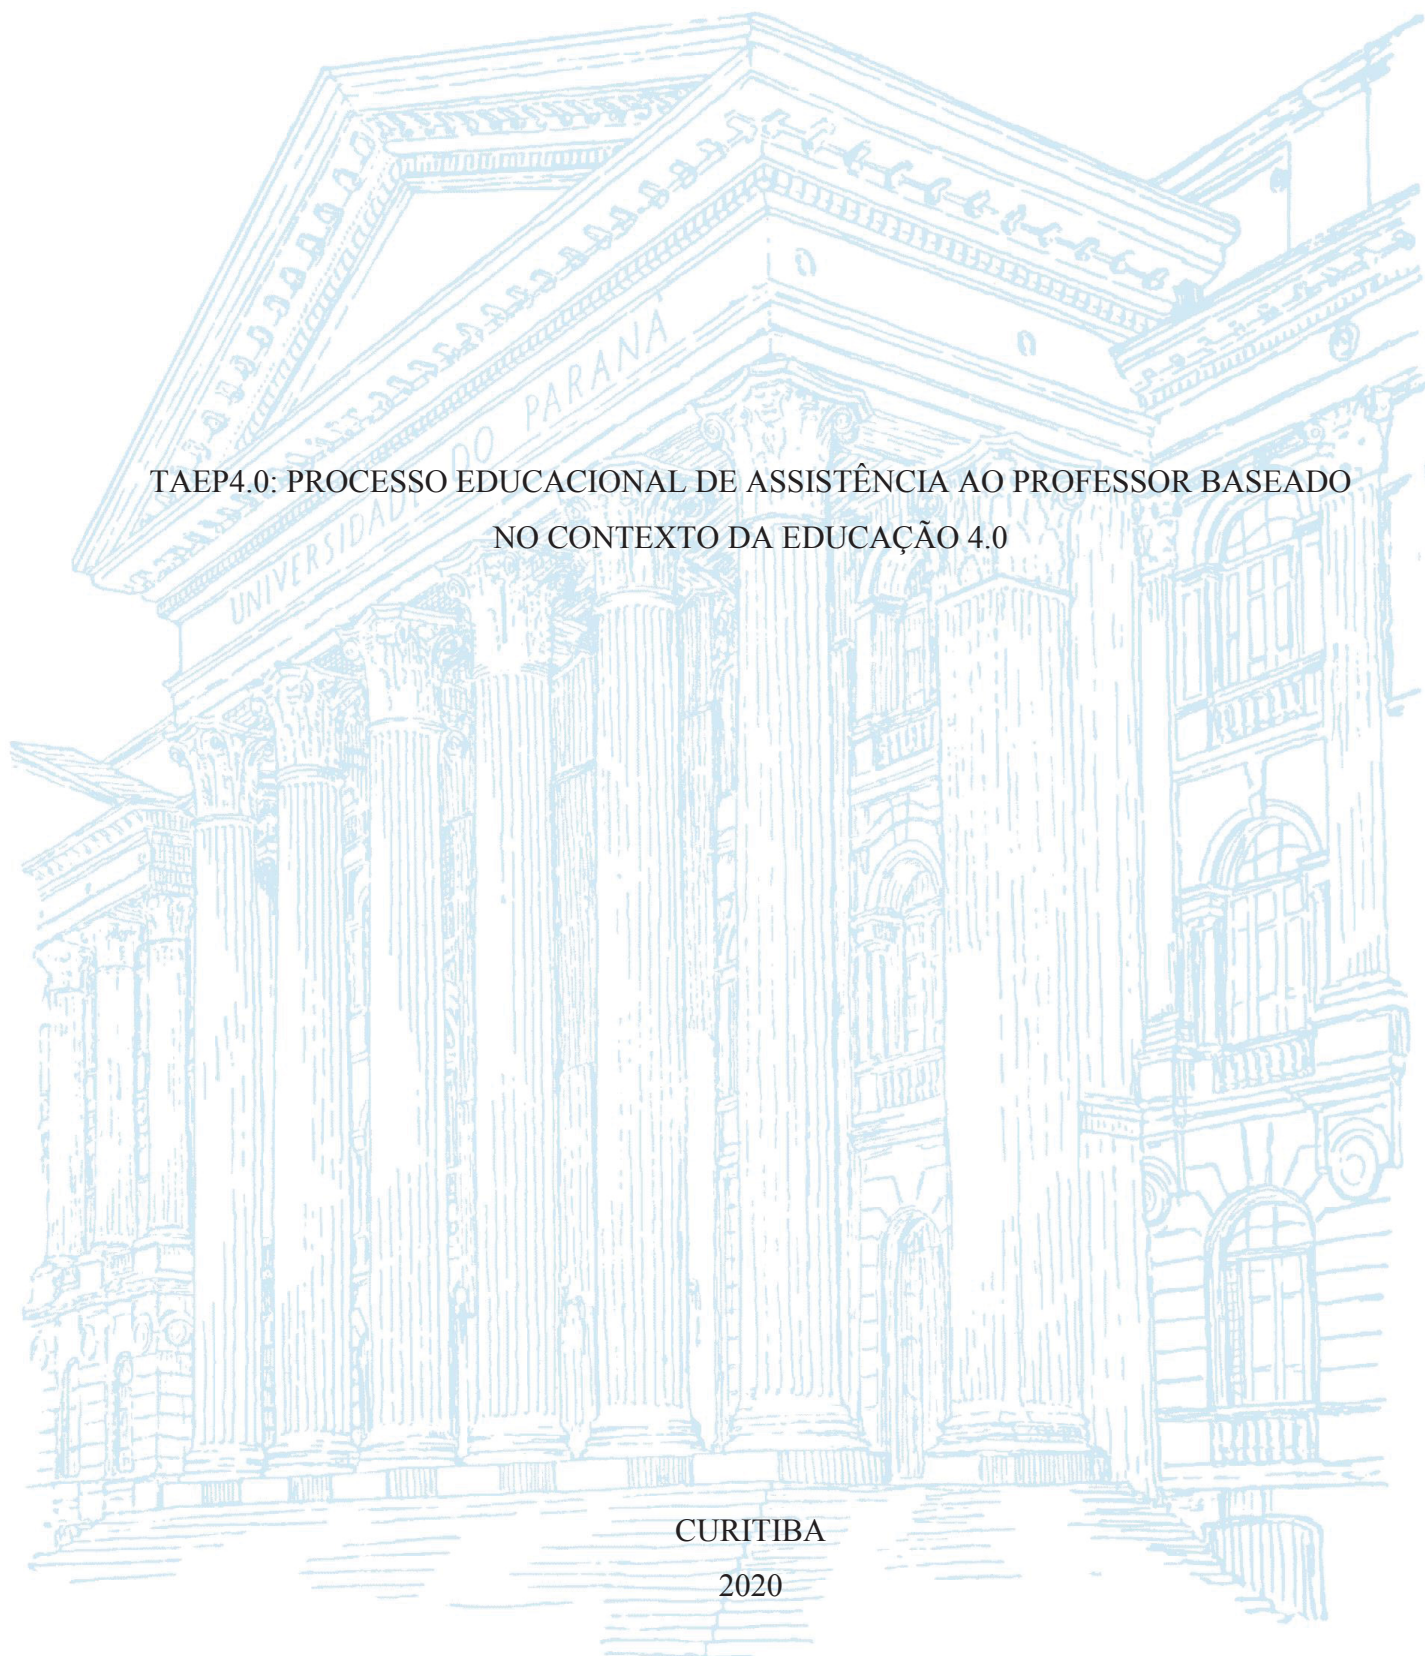 UNIVERSIDADE DO PARANÁ
TAEP4.0: PROCESSO EDUCACIONAL DE ASSISTÊNCIA AO PROFESSOR BASEADO
NO CONTEXTO DA EDUCAÇÃO 4.0
CURITIBA
2020